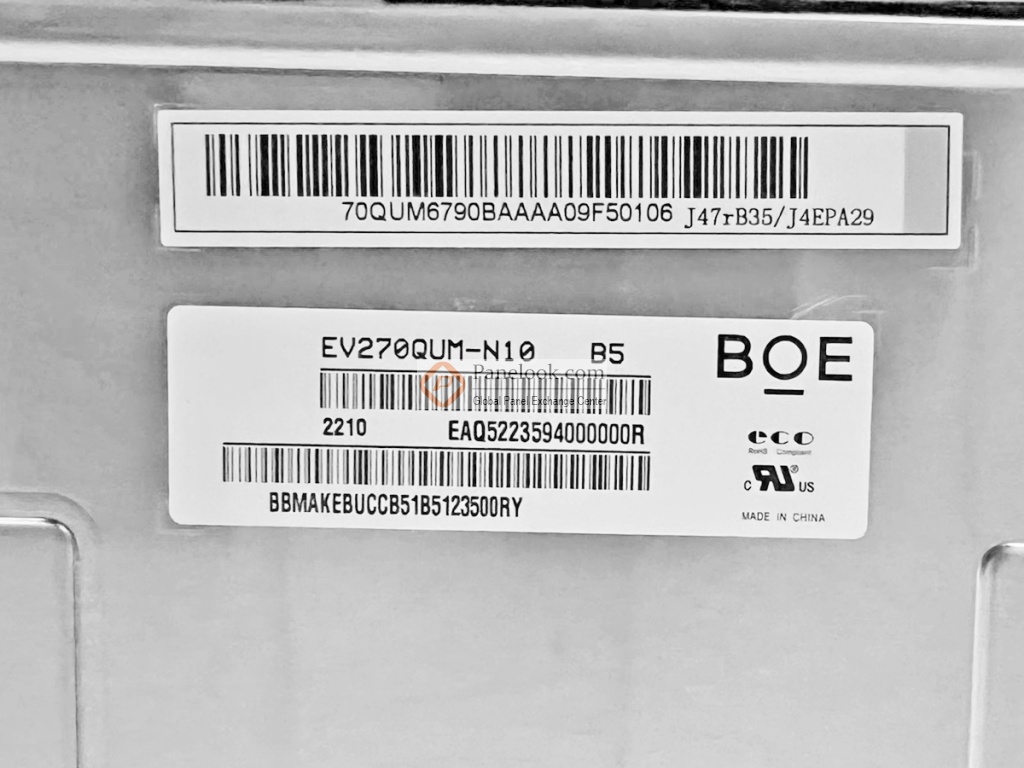 70QUM6790BAAAA09F50106 J47rB35/J4EPA29
EV270QUM-N10 B5
BOE
Panelook.com
Global Panel Exchange Center
2210 EAQ5223594000000R
eco
RoHS Compliant
BBMAKEBUCCB51B5123500RY
C RU ® US
MADE IN CHINA